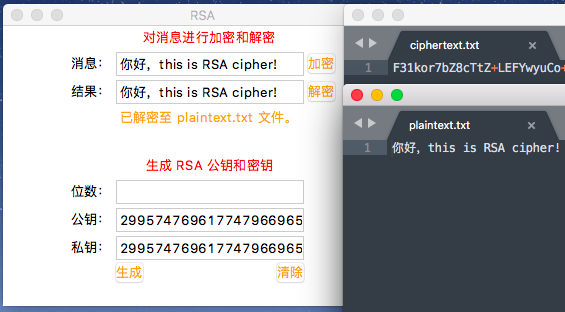 RSA
对消息进行加密和解密
消息： 你好，this is RSA cipher! 加密
结果： 你好，this is RSA cipher! 解密
已解密至 plaintext.txt 文件。
生成 RSA 公钥和密钥
位数：
公钥： 299574769617747966965
私钥： 299574769617747966965
生成 清除
ciphertext.txt ×
1 F31kor7bZ8cTtZ+LEFYwyuCo+
plaintext.txt ×
1 你好，this is RSA cipher!